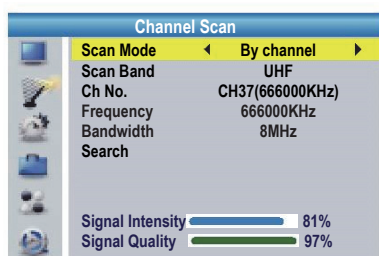 Channel Scan
Scan Mode By channel
Scan Band UHF
Ch No. CH37(666000KHz)
Frequency 666000KHz
Bandwidth 8MHz
Search
Signal Intensity 81%
Signal Quality 97%